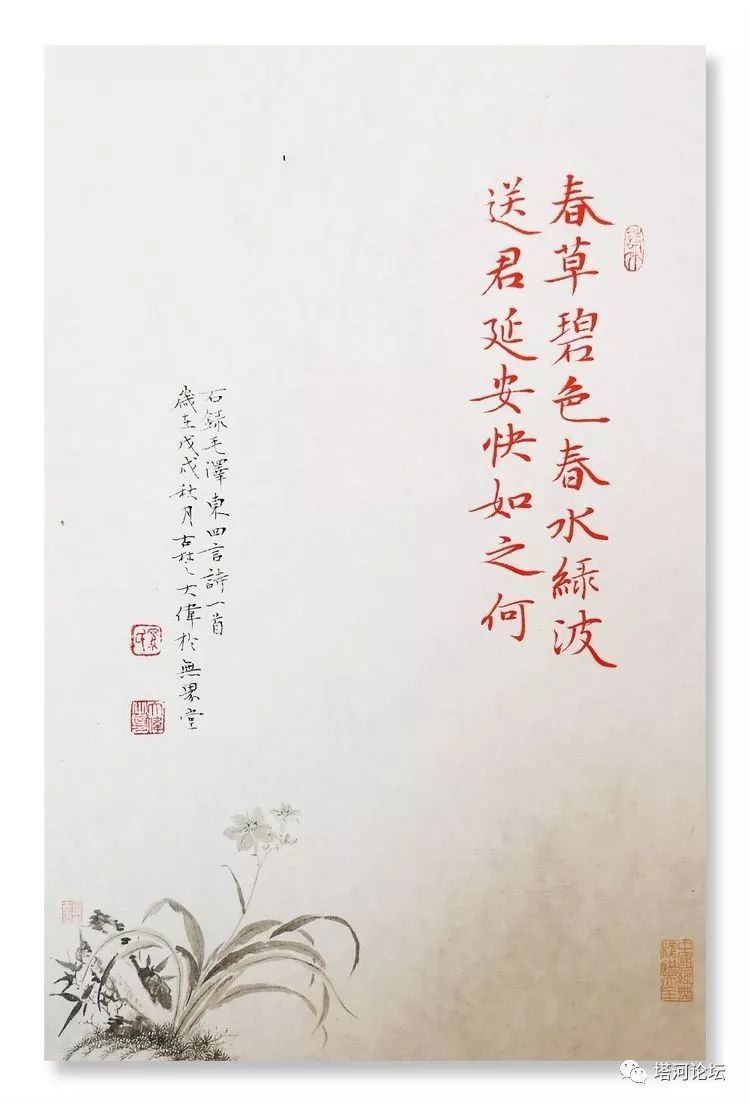 春草碧色春水綠波
送君延安快如之何
右録毛澤東四言詩一首
歲在戊戌秋月古楚大偉於無界堂
塔河论坛